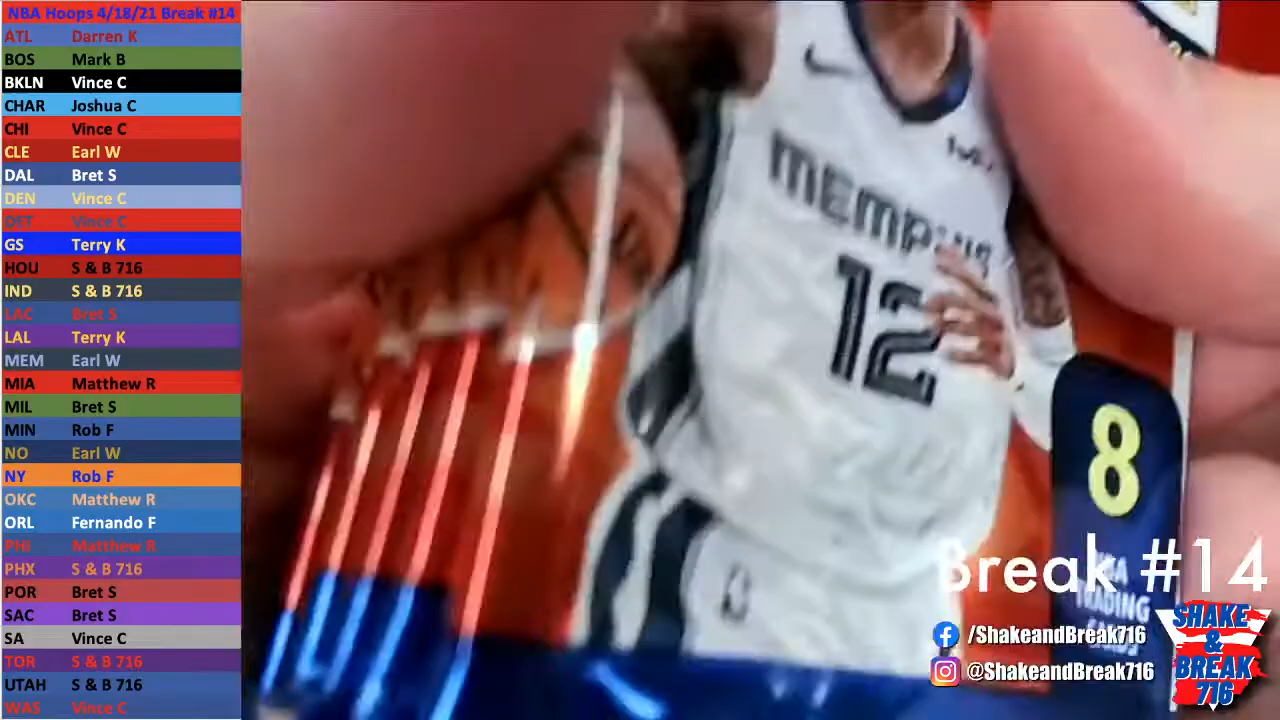 NBA Hoops 4/18/21 Break #14
ATL Darren K
BOS Mark B
BKLN Vince C
CHAR Joshua C
CHI Vince C
CLE Earl W
DAL Bret S
DEN Vince C
DET Vince C
GS Terry K
HOU S & B 716
IND S & B 716
LAC Bret S
LAL Terry K
MEM Earl W
MIA Matthew R
MIL Bret S
MIN Rob F
NO Earl W
NY Rob F
OKC Matthew R
ORL Fernando F
PHI Matthew R
PHX S & B 716
POR Bret S
SAC Bret S
SA Vince C
TOR S & B 716
UTAH S & B 716
WAS Vince C
MEMPHIS
12
8
NBA
TRADING
CARDS
Break #14
/ShakeandBreak716
@ShakeandBreak716
SHAKE
&
BREAK
716